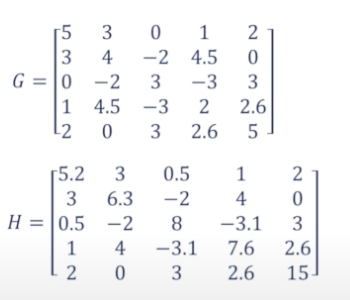 5 3 0 1 2
3 4 −2 4.5 0
G = 0 −2 3 −3 3
1 4.5 −3 2 2.6
2 0 3 2.6 5
5.2 3 0.5 1 2
3 6.3 −2 4 0
H = 0.5 −2 8 −3.1 3
1 4 −3.1 7.6 2.6
2 0 3 2.6 15